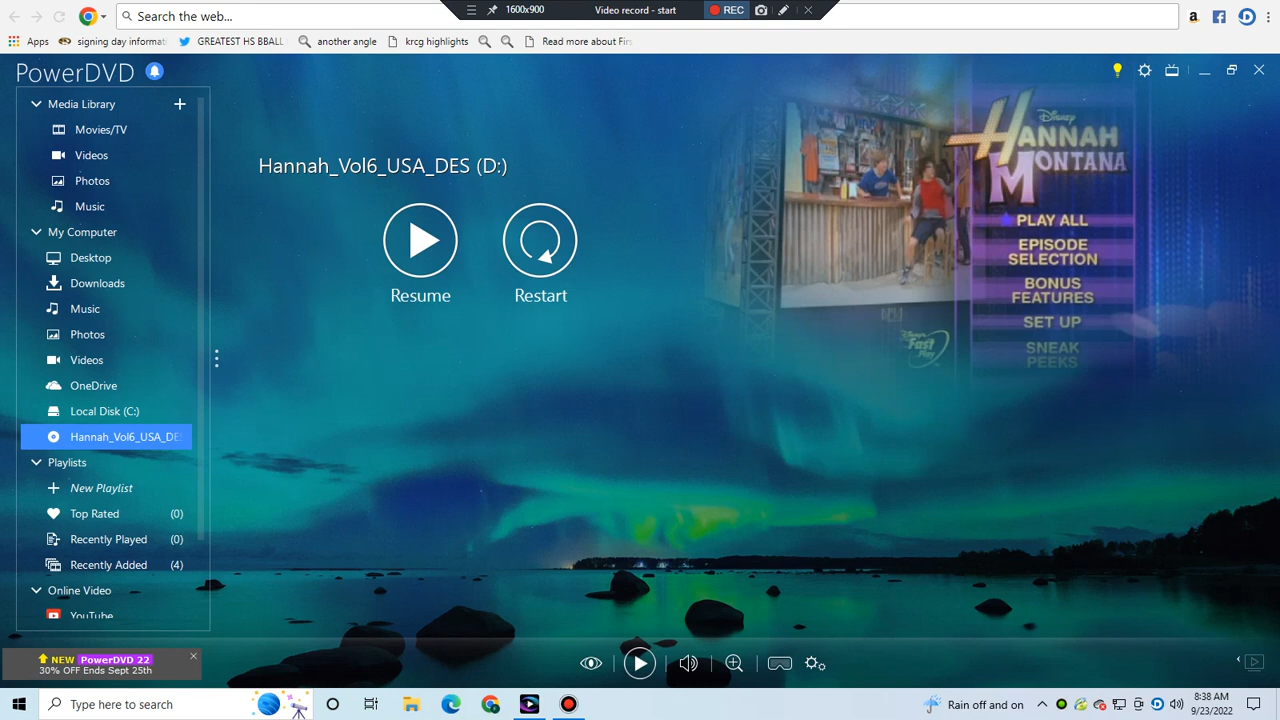 Search the web...
1600x900
Video record - start
REC
Apps
signing day informat
GREATEST HS BBALL
another angle
krcg highlights
Read more about Firs
PowerDVD
Media Library
Movies/TV
Videos
Photos
Music
My Computer
Desktop
Downloads
Music
Photos
Videos
OneDrive
Local Disk (C:)
Hannah_Vol6_USA_DES
Playlists
New Playlist
Top Rated (0)
Recently Played (0)
Recently Added (4)
Online Video
YouTube
Hannah_Vol6_USA_DES (D:)
Resume
Restart
Disney
HANNAH
MONTANA
PLAY ALL
EPISODE
SELECTION
BONUS
FEATURES
SET UP
SNEAK
PEEKS
Disney's
Fast
Play
NEW PowerDVD 22
30% OFF Ends Sept 25th
Type here to search
Rain off and on
8:38 AM
9/23/2022